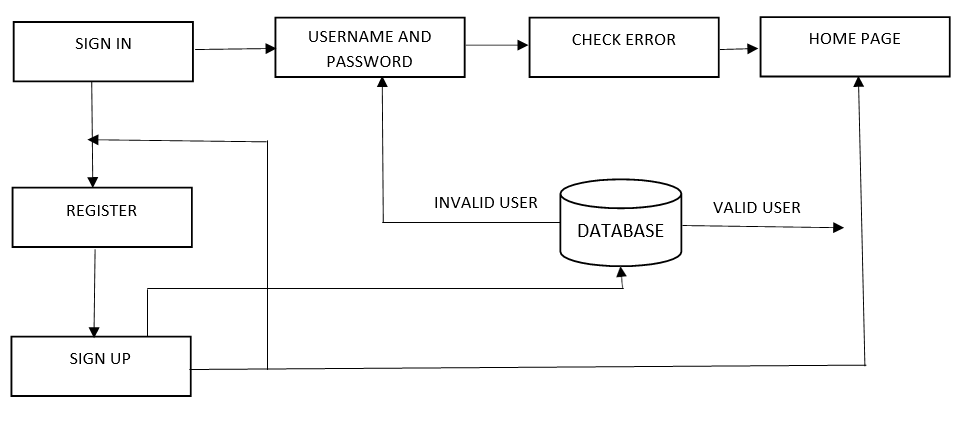 SIGN IN
USERNAME AND
PASSWORD
CHECK ERROR
HOME PAGE
REGISTER
INVALID USER
DATABASE
VALID USER
SIGN UP